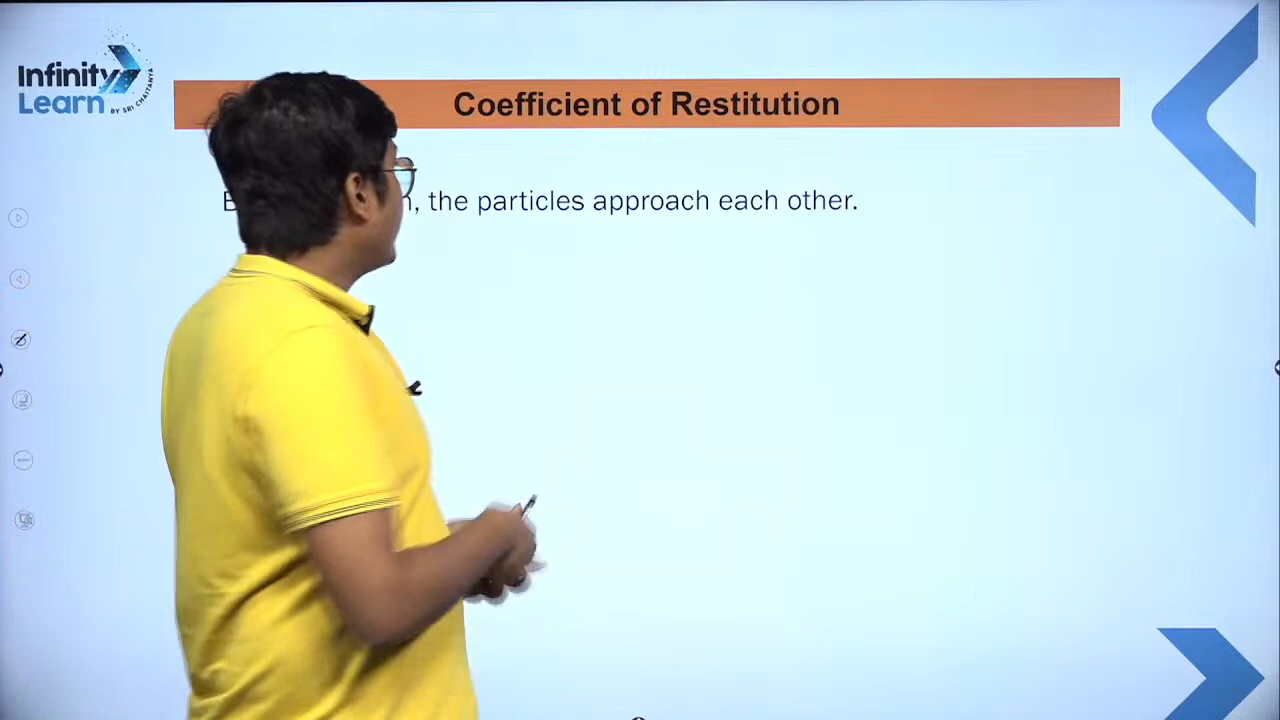 Infinity
Learn
BY SRI CHAITANYA
Coefficient of Restitution
the particles approach each other.